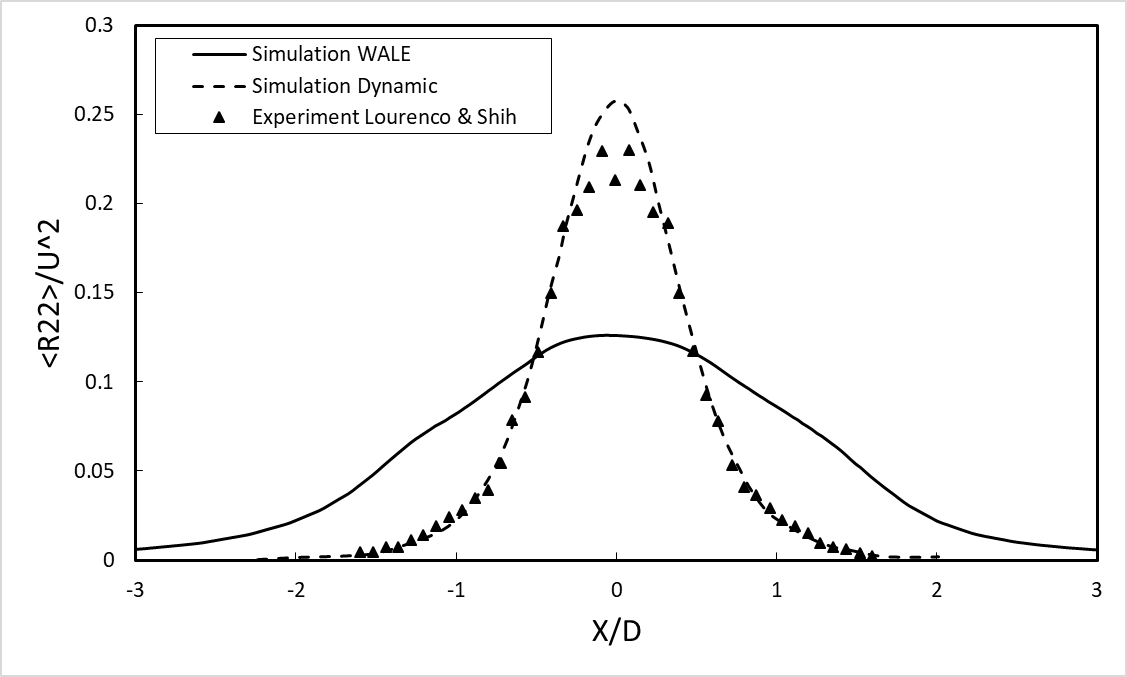 0.3
0.25
0.2
0.15
0.1
0.05
0
<R22>/U^2
Simulation WALE
Simulation Dynamic
Experiment Lourenco & Shih
-3 -2 -1 0 1 2 3
X/D